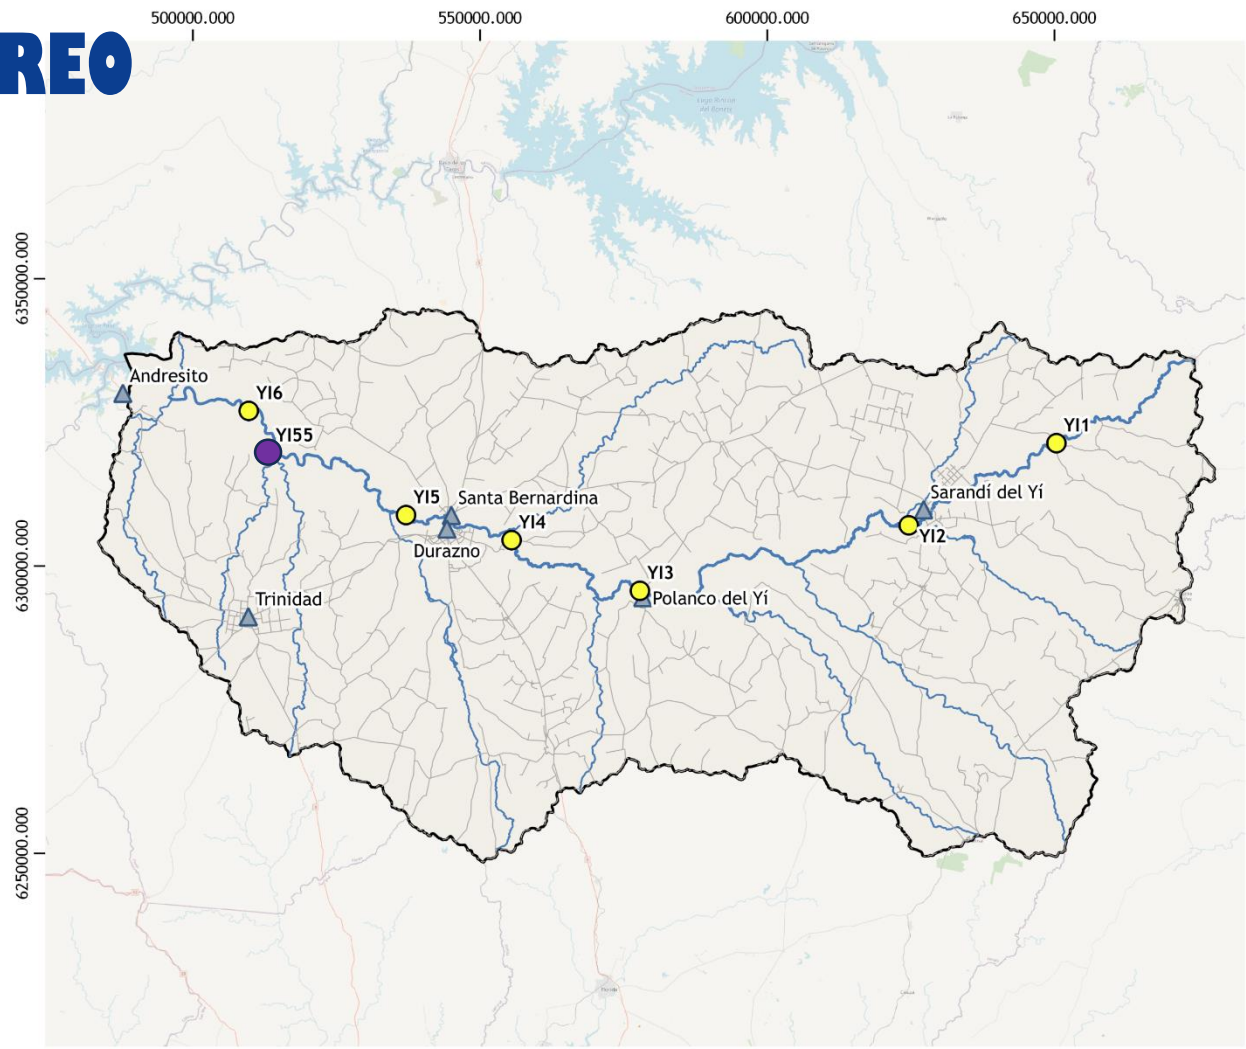 500000.000
550000.000
600000.000
650000.000
REO
6350000.000
6300000.000
6250000.000
Andresito
YI6
YI55
YI1
YI5
Santa Bernardina
Sarandí del Yí
YI4
YI2
Durazno
YI3
Polanco del Yí
Trinidad